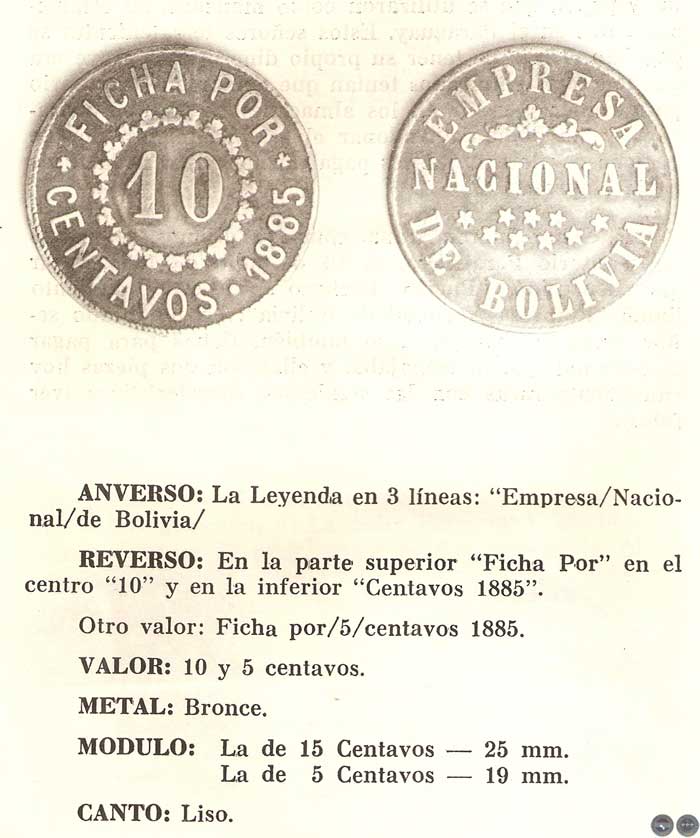 FICHA POR
10
CENTAVOS · 1885
EMPRESA
NACIONAL
DE BOLIVIA
ANVERSO: La Leyenda en 3 líneas: "Empresa/Nacio-
nal/de Bolivia/
REVERSO: En la parte superior "Ficha Por" en el
centro "10" y en la inferior "Centavos 1885".
Otro valor: Ficha por/5/centavos 1885.
VALOR: 10 y 5 centavos.
METAL: Bronce.
MODULO: La de 15 Centavos — 25 mm.
La de 5 Centavos — 19 mm.
CANTO: Liso.